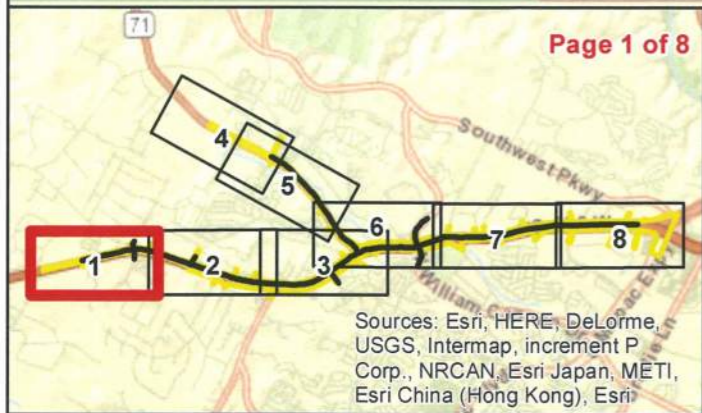 71
Page 1 of 8
Southwest Pkwy
4
5
6
7
8
1
2
3
William
Sources: Esri, HERE, DeLorme,
USGS, Intermap, increment P
Corp., NRCAN, Esri Japan, METI,
Esri China (Hong Kong), Esri